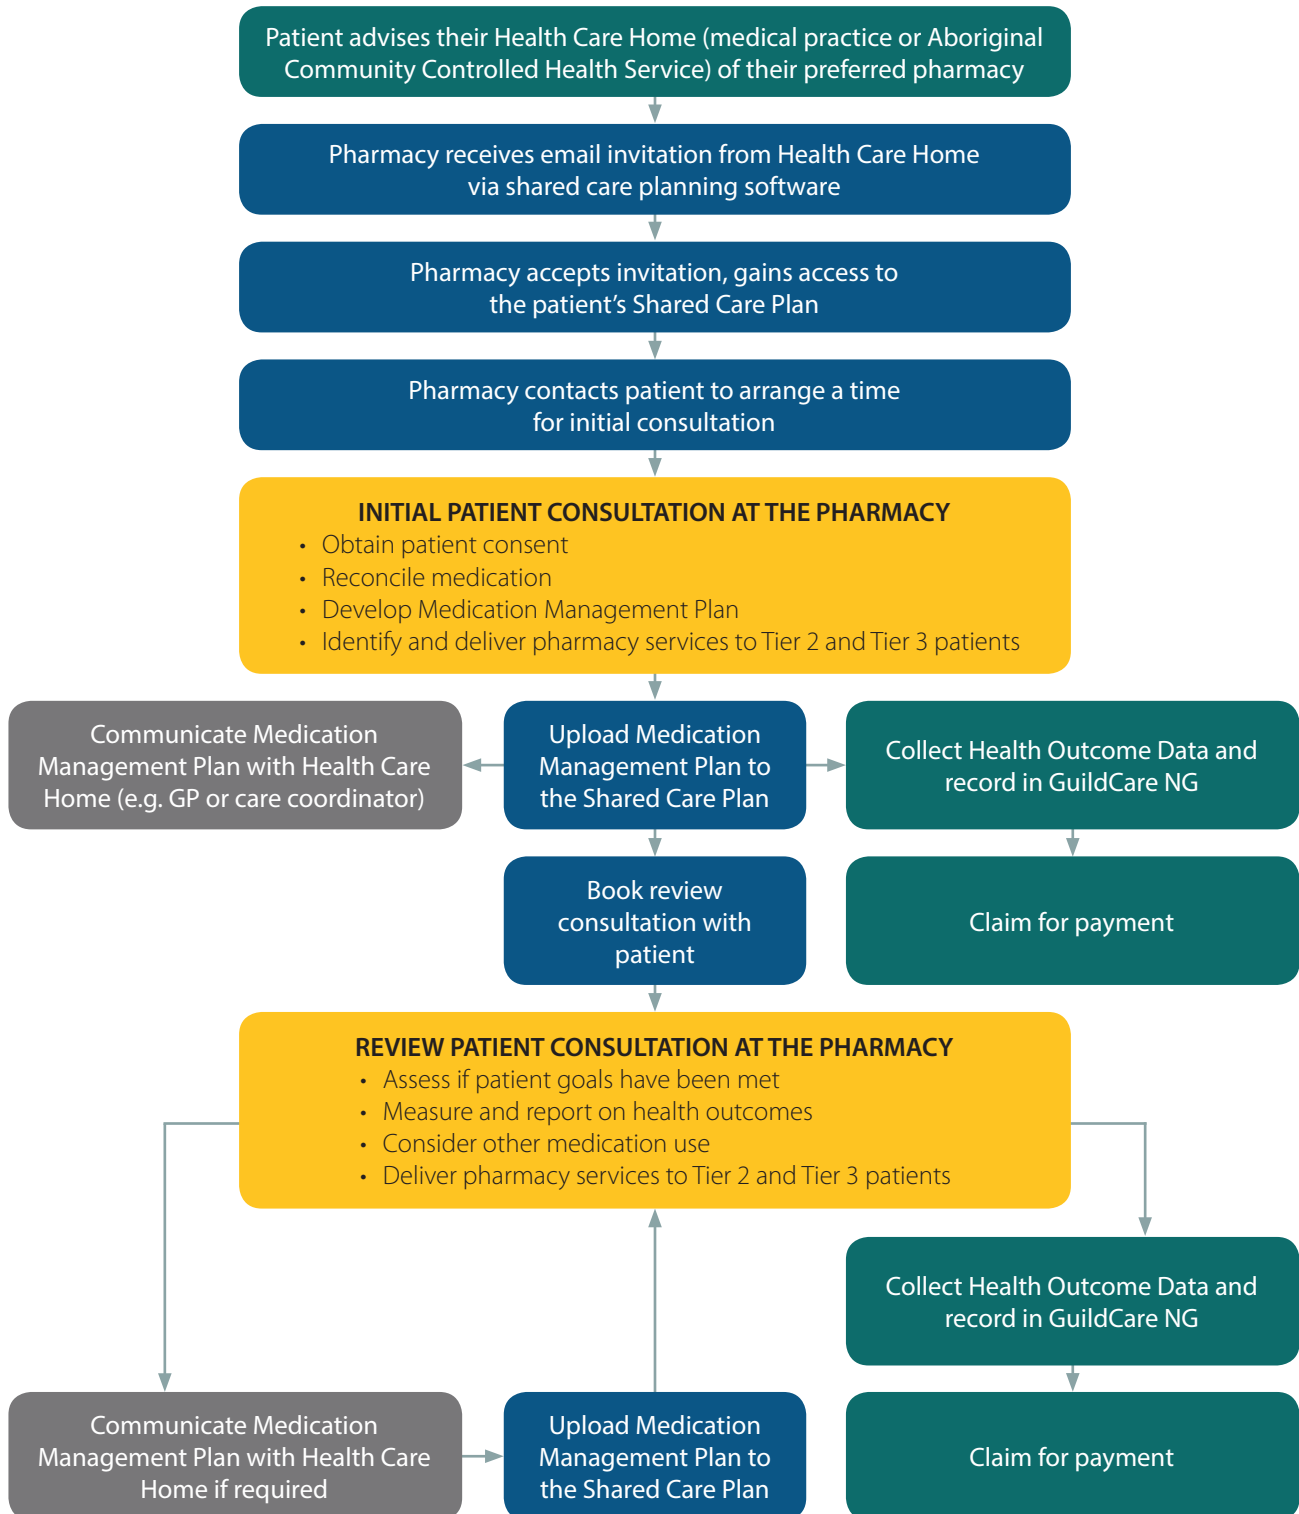 Patient advises their Health Care Home (medical practice or Aboriginal
Community Controlled Health Service) of their preferred pharmacy
Pharmacy receives email invitation from Health Care Home
via shared care planning software
Pharmacy accepts invitation, gains access to
the patient’s Shared Care Plan
Pharmacy contacts patient to arrange a time
for initial consultation
INITIAL PATIENT CONSULTATION AT THE PHARMACY
• Obtain patient consent
• Reconcile medication
• Develop Medication Management Plan
• Identify and deliver pharmacy services to Tier 2 and Tier 3 patients
Communicate Medication
Management Plan with Health Care
Home (e.g. GP or care coordinator)
Upload Medication
Management Plan to
the Shared Care Plan
Collect Health Outcome Data and
record in GuildCare NG
Book review
consultation with
patient
Claim for payment
REVIEW PATIENT CONSULTATION AT THE PHARMACY
• Assess if patient goals have been met
• Measure and report on health outcomes
• Consider other medication use
• Deliver pharmacy services to Tier 2 and Tier 3 patients
Collect Health Outcome Data and
record in GuildCare NG
Communicate Medication
Management Plan with Health Care
Home if required
Upload Medication
Management Plan to
the Shared Care Plan
Claim for payment